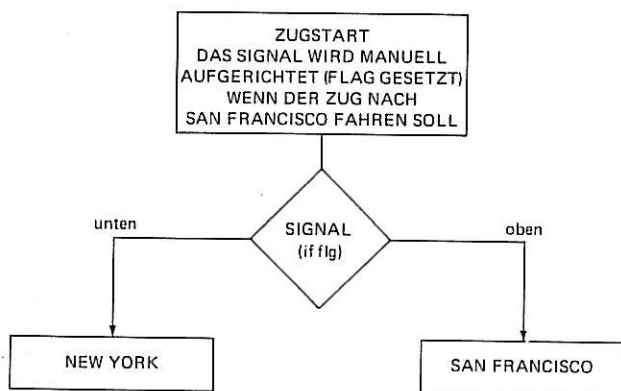 ZUGSTART
DAS SIGNAL WIRD MANUELL
AUFGERICHTET (FLAG GESETZT)
WENN DER ZUG NACH
SAN FRANCISCO FAHREN SOLL
unten
SIGNAL
(if flg)
oben
NEW YORK
SAN FRANCISCO